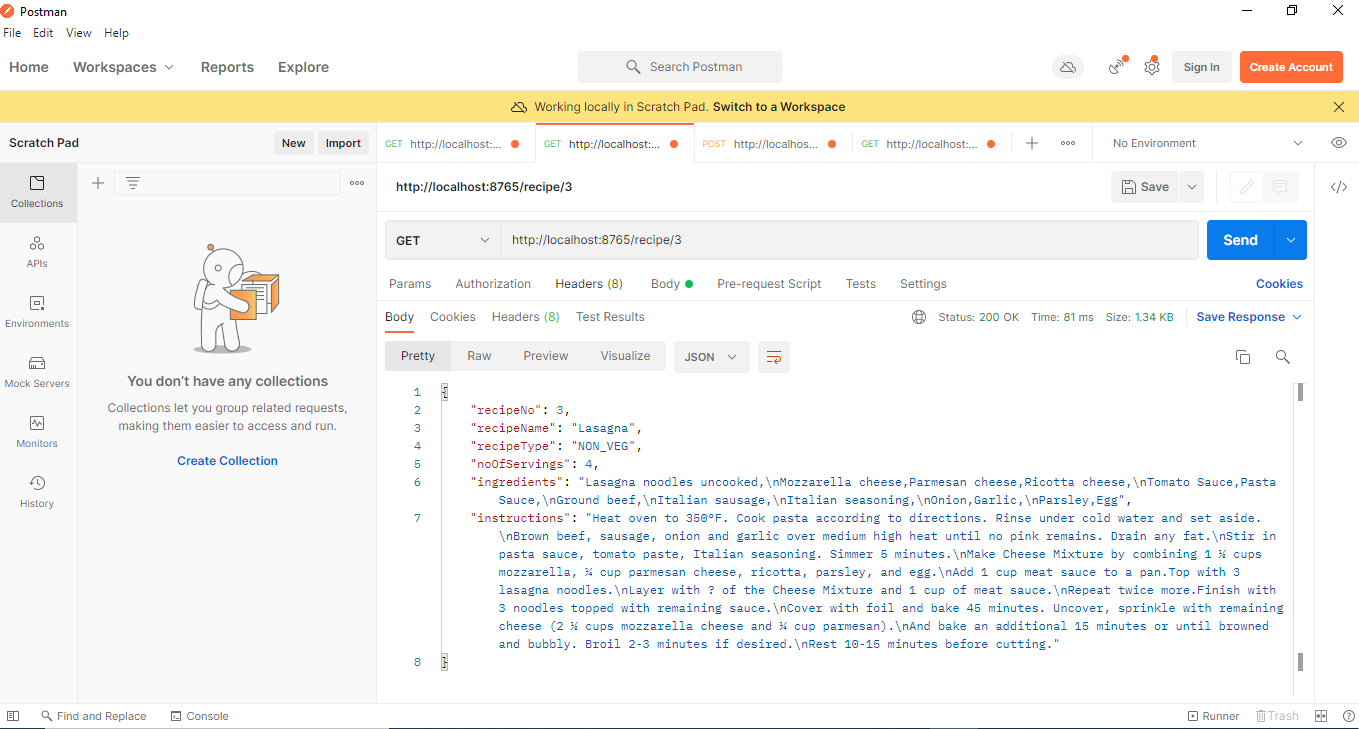 Postman
File Edit View Help
Home Workspaces Reports Explore Search Postman Sign In Create Account
Working locally in Scratch Pad. Switch to a Workspace
Scratch Pad New Import GET http://localhost:... GET http://localhost:... POST http://localhos... GET http://localhost:... No Environment
Collections
APIs
Environments
Mock Servers
Monitors
History
You don't have any collections
Collections let you group related requests,
making them easier to access and run.
Create Collection
http://localhost:8765/recipe/3 Save
GET http://localhost:8765/recipe/3 Send
Params Authorization Headers (8) Body Pre-request Script Tests Settings Cookies
Body Cookies Headers (8) Test Results Status: 200 OK Time: 81 ms Size: 1.34 KB Save Response
Pretty Raw Preview Visualize JSON
1 {
2 "recipeNo": 3,
3 "recipeName": "Lasagna",
4 "recipeType": "NON_VEG",
5 "noOfServings": 4,
6 "ingredients": "Lasagna noodles uncooked,\nMozzarella cheese,Parmesan cheese,Ricotta cheese,\nTomato Sauce,Pasta
Sauce,\nGround beef,\nItalian sausage,\nItalian seasoning,\nOnion,Garlic,\nParsley,Egg",
7 "instructions": "Heat oven to 350°F. Cook pasta according to directions. Rinse under cold water and set aside.
\nBrown beef, sausage, onion and garlic over medium high heat until no pink remains. Drain any fat.\nStir in
pasta sauce, tomato paste, Italian seasoning. Simmer 5 minutes.\nMake Cheese Mixture by combining 1 cups
mozzarella, cup parmesan cheese, ricotta, parsley, and egg.\nAdd 1 cup meat sauce to a pan.Top with 3
lasagna noodles.\nLayer with ? of the Cheese Mixture and 1 cup of meat sauce.\nRepeat twice more.Finish with
3 noodles topped with remaining sauce.\nCover with foil and bake 45 minutes. Uncover, sprinkle with remaining
cheese (2 cups mozzarella cheese and cup parmesan).\nAnd bake an additional 15 minutes or until browned
and bubbly. Broil 2-3 minutes if desired.\nRest 10-15 minutes before cutting."
8 }
Find and Replace Console Runner Trash